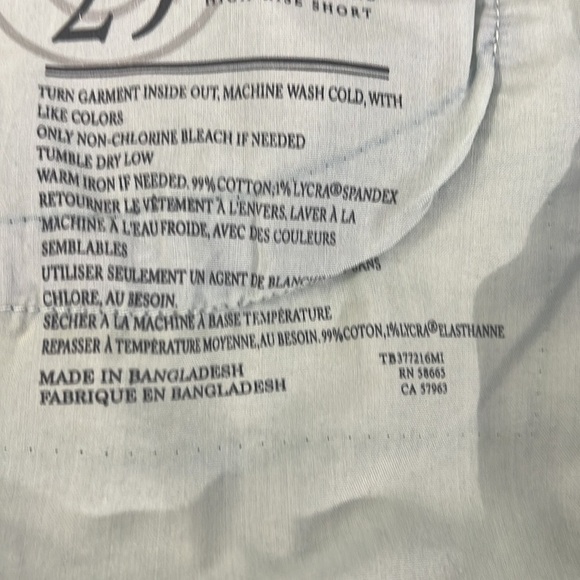 SHORT
TURN GARMENT INSIDE OUT, MACHINE WASH COLD, WITH
LIKE COLORS
ONLY NON-CHLORINE BLEACH IF NEEDED
TUMBLE DRY LOW
WARM IRON IF NEEDED. 99% COTTON;1% LYCRA®SPANDEX
RETOURNER LE VÊTEMENT À L'ENVERS, LAVER À LA
MACHINE À L'EAU FROIDE, AVEC DES COULEURS
SEMBLABLES
UTILISER SEULEMENT UN AGENT DE
CHLORE, AU BESOIN.
SÉCHER À LA MACHINE À BASSE TEMPÉRATURE
REPASSER À TEMPÉRATURE MOYENNE, AU BESOIN. 99%COTON,1%LYCRA®ELASTHANNE
MADE IN BANGLADESH
FABRIQUÉ EN BANGLADESH
TB377216MI
RN 58665
CA 57963